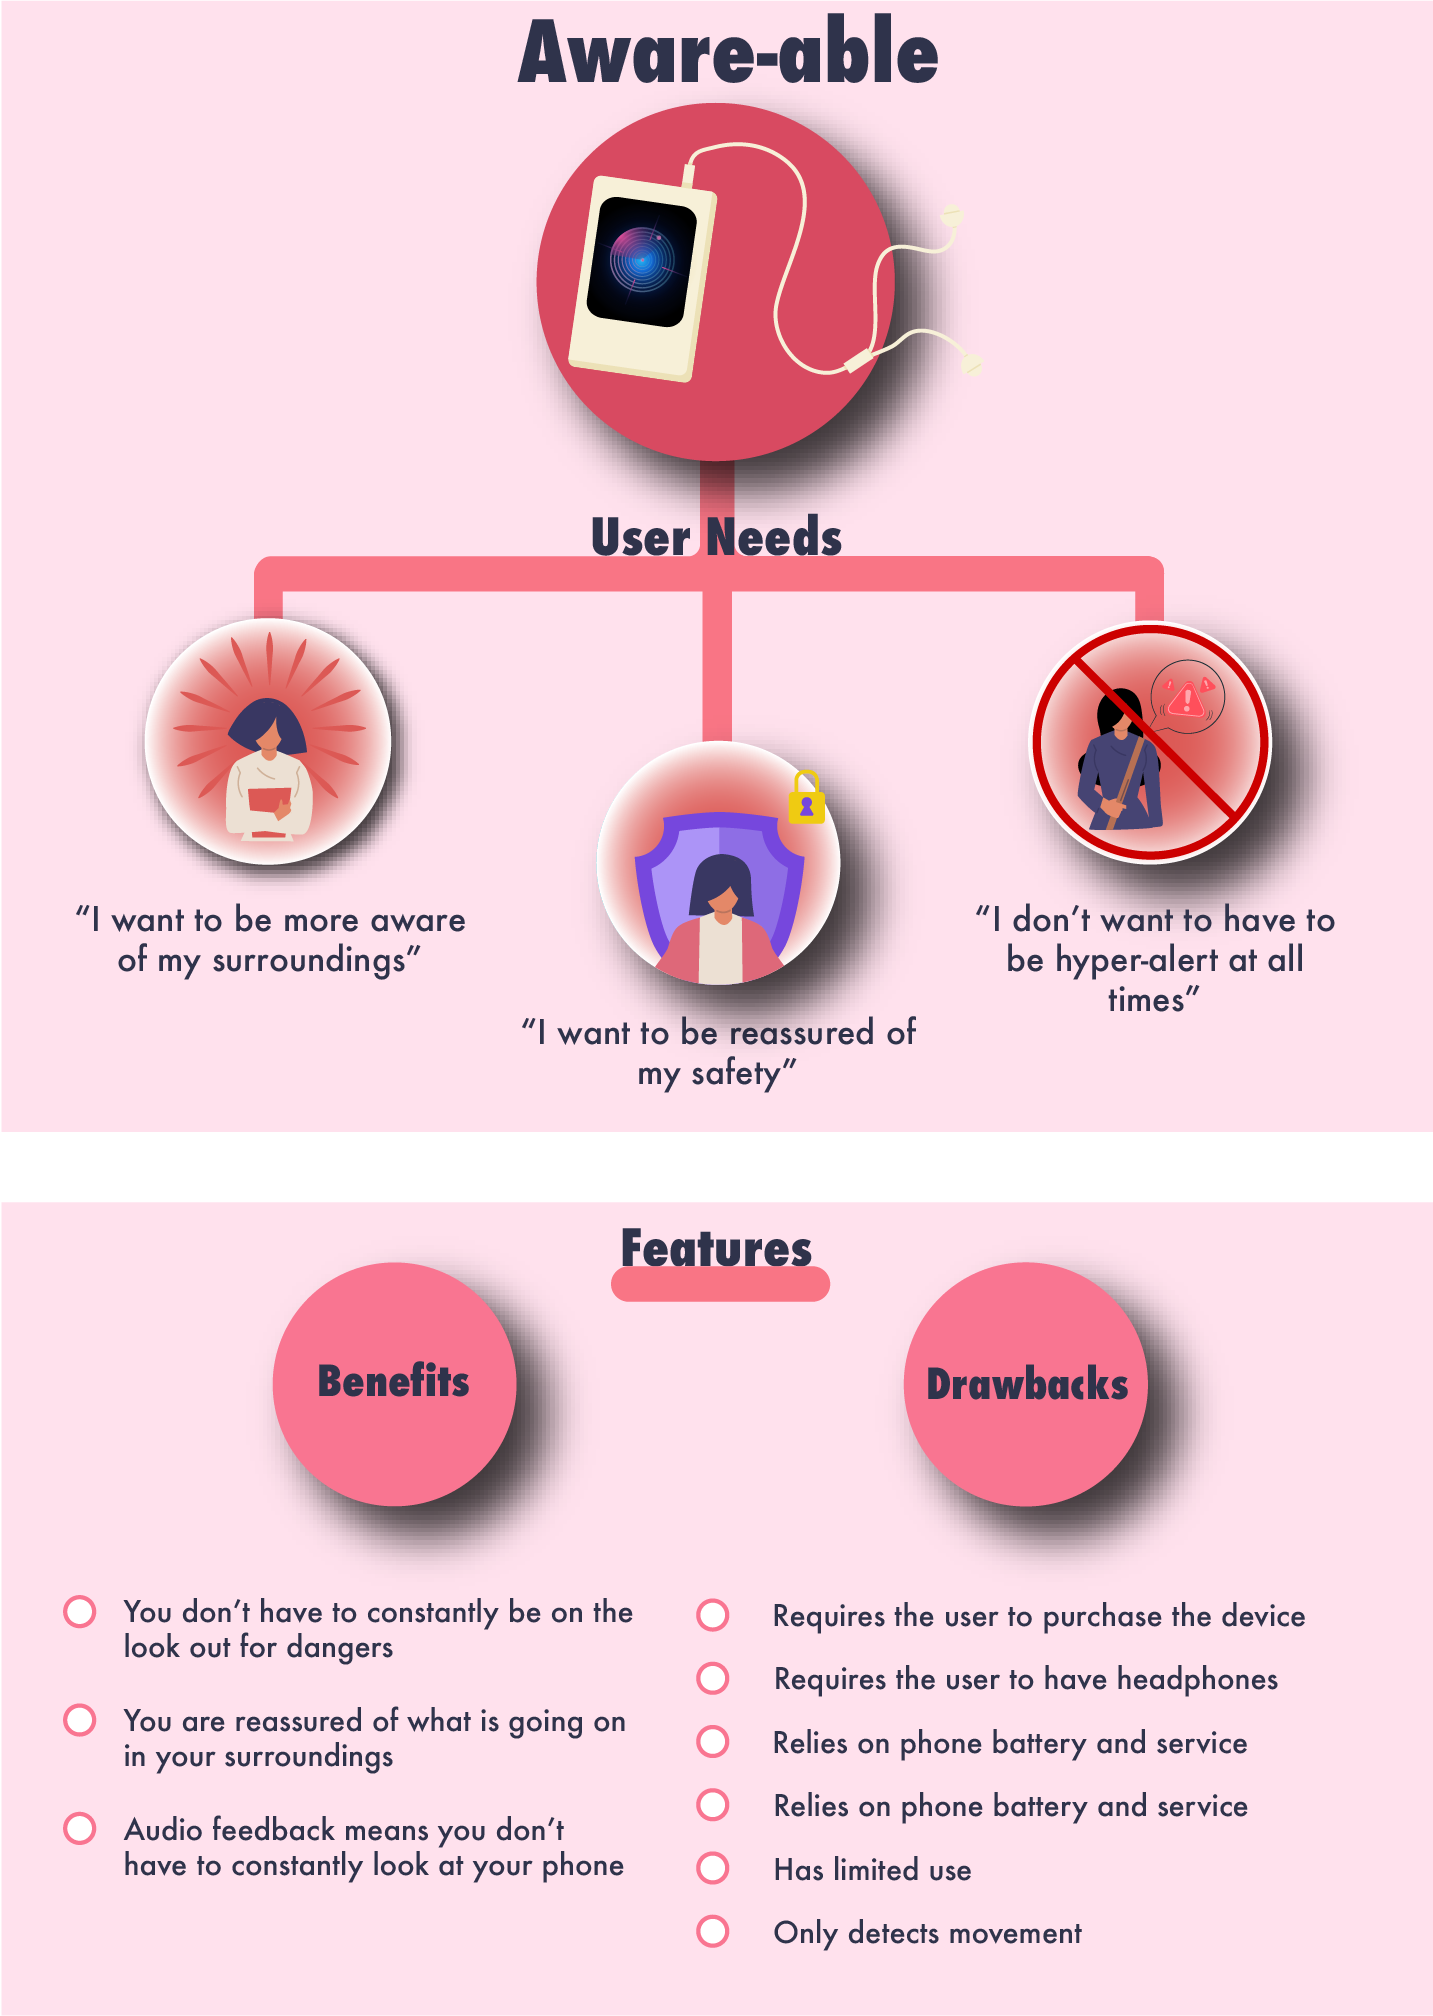 Aware-able
User Needs
“I want to be more aware
of my surroundings”
“I want to be reassured of
my safety”
“I don’t want to have to
be hyper-alert at all
times”
Features
Benefits
You don’t have to constantly be on the
look out for dangers
You are reassured of what is going on
in your surroundings
Audio feedback means you don’t
have to constantly look at your phone
Drawbacks
Requires the user to purchase the device
Requires the user to have headphones
Relies on phone battery and service
Relies on phone battery and service
Has limited use
Only detects movement